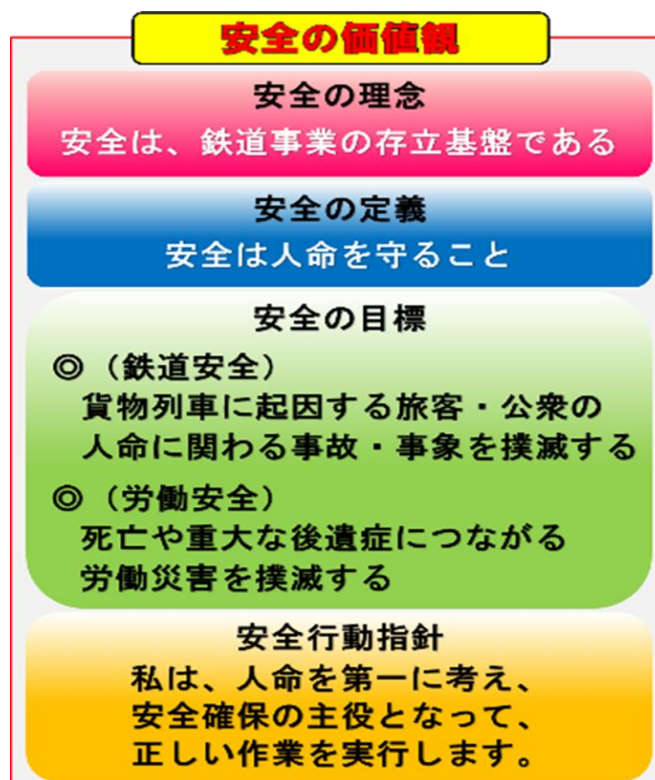 安全の価値観
安全の理念
安全は、鉄道事業の存立基盤である
安全の定義
安全は人命を守ること
安全の目標
◎（鉄道安全）
貨物列車に起因する旅客・公衆の
人命に関わる事故・事象を撲滅する
◎（労働安全）
死亡や重大な後遺症につながる
労働災害を撲滅する
安全行動指針
私は、人命を第一に考え、
安全確保の主役となって、
正しい作業を実行します。